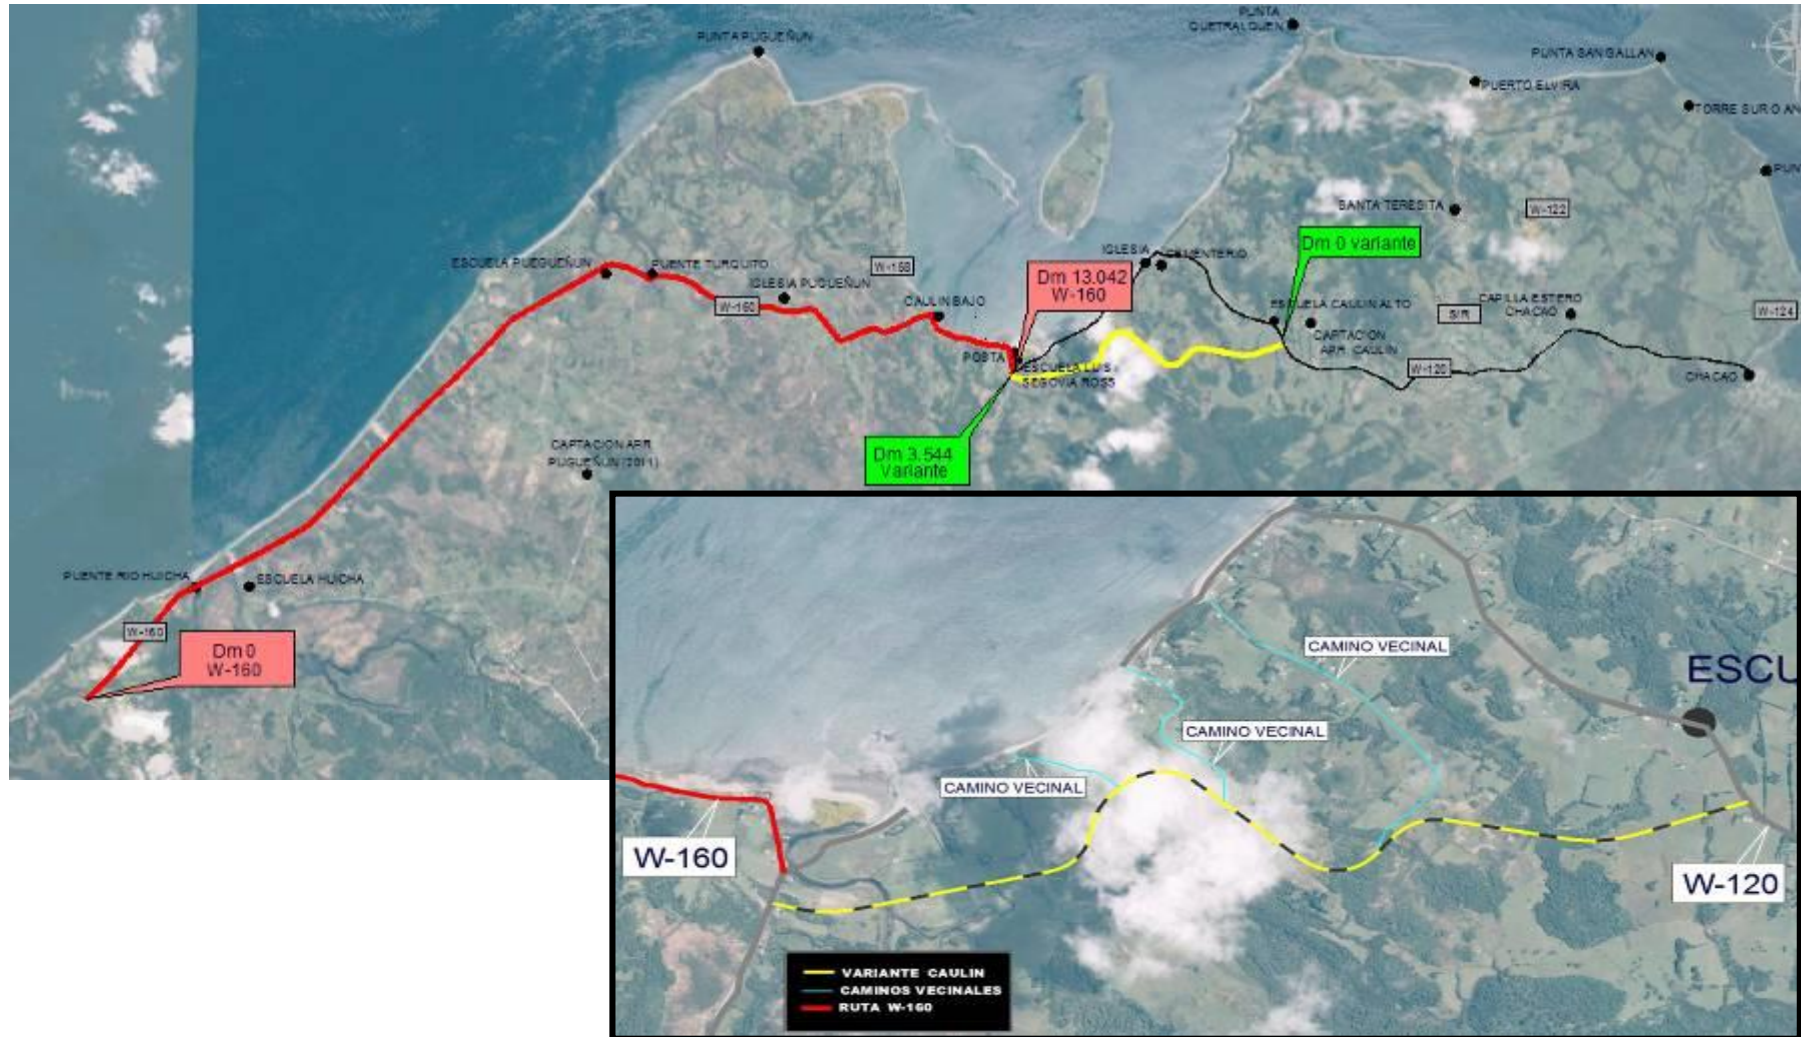 PUNTA
QUETRALQUEN
PUNTA PUGUEÑUN
PUNTA SAN GALLAN
PUERTO ELVIRA
TORRE SUR O AN
PUN
SANTA TERESITA
W-122
Dm 0 variante
IGLESIA
CEMENTERIO
ESCUELA PUEGUEÑUN
PUENTE TURQUITO
W-158
IGLESIA PUGUEÑUN
W-160
CAULIN BAJO
Dm 13.042
W-160
ESCUELA CAULIN ALTO
CAPTACION
APR. CAULIN
S/R
CAPILLA ESTERO
CHACAO
W-124
POSTA
ESCUELA LUIS
SEGOVIA ROSS
W-120
CHACAO
Dm 3.544
Variante
CAPTACION APR
PUGUEÑUN (2011)
PUENTE RIO HUICHA
ESCUELA HUICHA
W-160
Dm 0
W-160
CAMINO VECINAL
ESCU
CAMINO VECINAL
CAMINO VECINAL
W-160
W-120
VARIANTE CAULIN
CAMINOS VECINALES
RUTA W-160